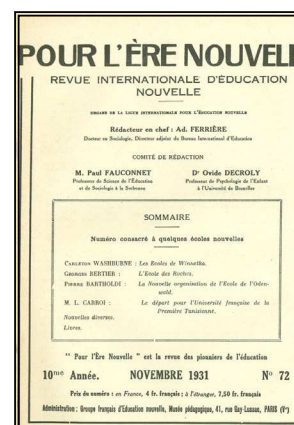 POUR L'ÈRE NOUVELL
REVUE INTERNATIONALE D'ÉDUCATION
NOUVELLE
ORGANE DE LA LIGUE INTERNATIONALE POUR L'ÉDUCATION NOUVELLE
Rédacteur en chef : Ad. FERRIÈRE
Docteur en Sociologie, Directeur adjoint du Bureau International d'Education
COMITÉ DE RÉDACTION
M. Paul FAUCONNET
Professeur de Science de l'Éducation
et de Sociologie à la Sorbonne
Dr Ovide DECROLY
Professeur de Psychologie de l'Enfant
à l'Université de Bruxelles
SOMMAIRE
Numéro consacré à quelques écoles nouvelles
CARLETON WASHBURNE : Les Ecoles de Winnetka.
GEORGES BERTIER : L'Ecole des Roches.
PIERRE BARTHOLDI : La Nouvelle organisation de l'Ecole de l'Oden-
wald.
M. L. CARROI : Le départ pour l'Université française de la
Première Tunisienne.
Nouvelles diverses.
Livres.
" Pour l'Ère Nouvelle " est la revue des pionniers de l'éducation
10me Année. NOVEMBRE 1931 N° 72
Prix du numéro : en France, 4 fr. français ; à l'étranger, 7,50 fr. français
Administration : Groupe français d'Education nouvelle, Musée pédagogique, 41, rue Gay-Lussac, PARIS (Ve)